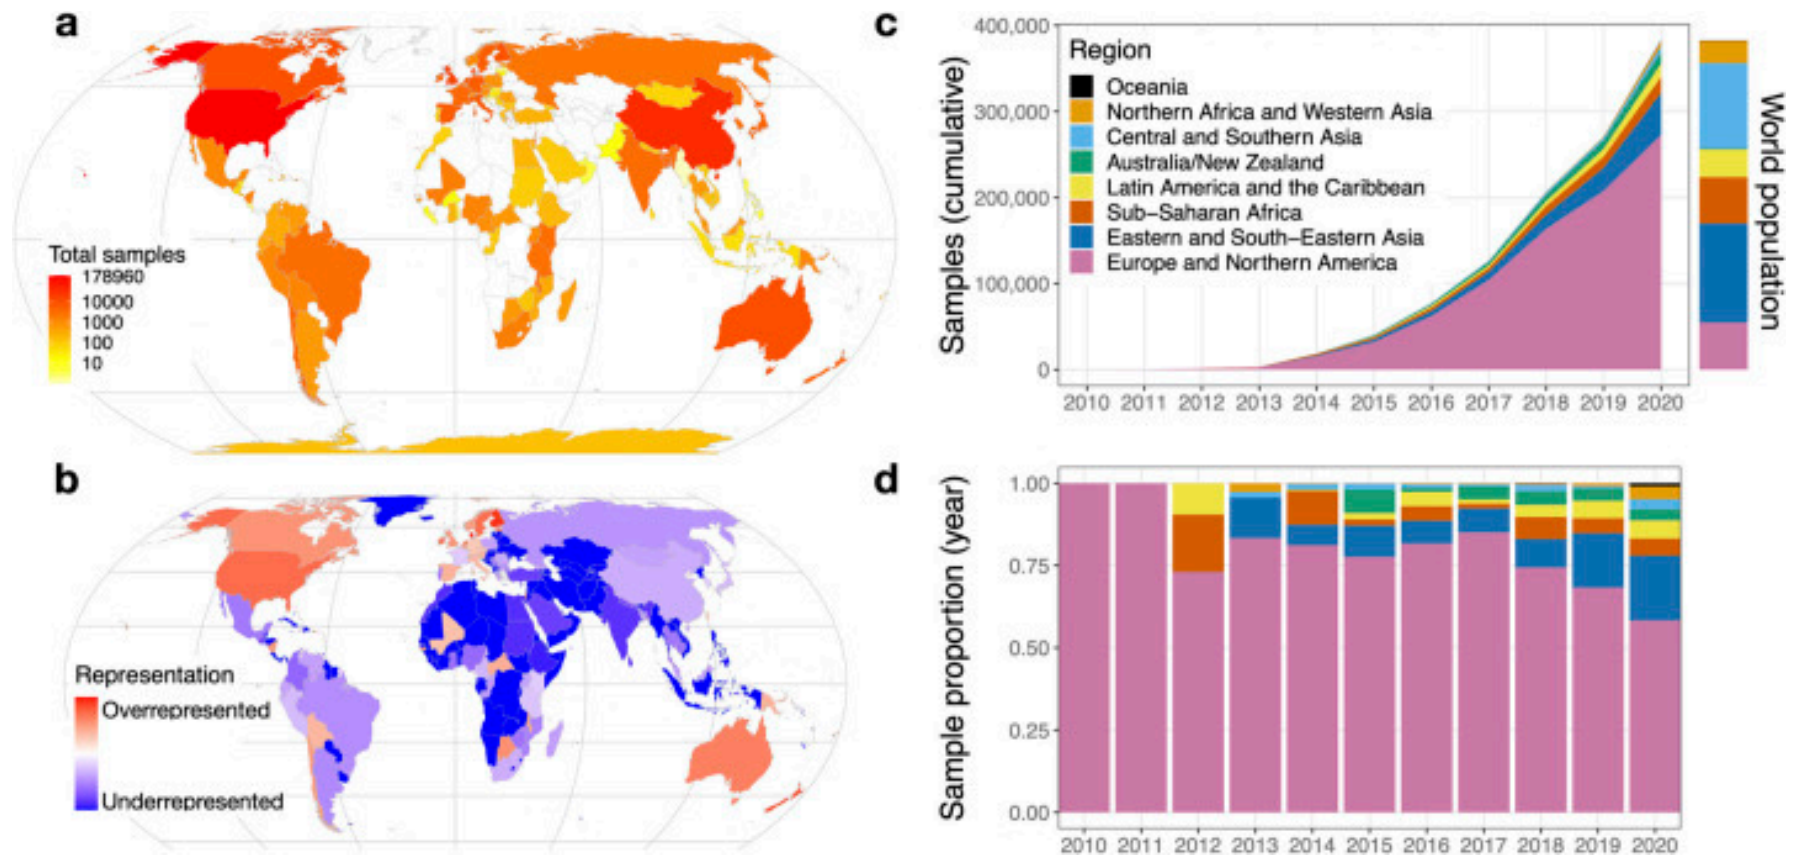 a
Total samples
178960
10000
1000
100
10
b
Representation
Overrepresented
Underrepresented
c
Samples (cumulative)
400,000
300,000
200,000
100,000
0
Region
Oceania
Northern Africa and Western Asia
Central and Southern Asia
Australia/New Zealand
Latin America and the Caribbean
Sub−Saharan Africa
Eastern and South−Eastern Asia
Europe and Northern America
2010 2011 2012 2013 2014 2015 2016 2017 2018 2019 2020
World population
d
Sample proportion (year)
1.00
0.75
0.50
0.25
0.00
2010 2011 2012 2013 2014 2015 2016 2017 2018 2019 2020